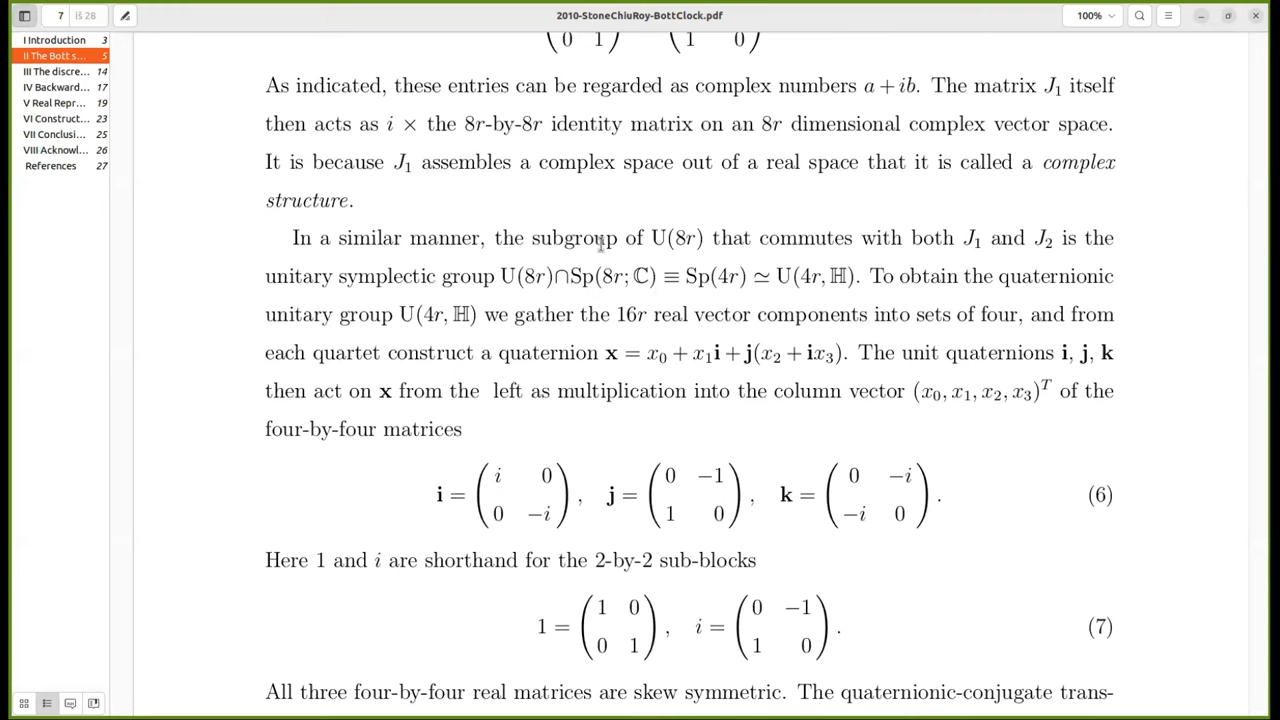 7 iš 28
2010-StoneChiuRoy-BottClock.pdf
100%
I Introduction 3
II The Bott s... 5
III The discre... 14
IV Backward... 17
V Real Repr... 19
VI Construct... 23
VII Conclusi... 25
VIII Acknowl... 26
References 27
( 0 1 ) ( 1 0 )
As indicated, these entries can be regarded as complex numbers a + ib. The matrix J₁ itself
then acts as i × the 8r-by-8r identity matrix on an 8r dimensional complex vector space.
It is because J₁ assembles a complex space out of a real space that it is called a complex
structure.
In a similar manner, the subgroup of U(8r) that commutes with both J₁ and J₂ is the
unitary symplectic group U(8r)∩Sp(8r; ℂ) ≡ Sp(4r) ≃ U(4r, ℍ). To obtain the quaternionic
unitary group U(4r, ℍ) we gather the 16r real vector components into sets of four, and from
each quartet construct a quaternion x = x₀ + x₁i + j(x₂ + ix₃). The unit quaternions i, j, k
then act on x from the left as multiplication into the column vector (x₀, x₁, x₂, x₃)ᵀ of the
four-by-four matrices
i = ( i 0 0 −i ), j = ( 0 −1 1 0 ), k = ( 0 −i −i 0 ). (6)
Here 1 and i are shorthand for the 2-by-2 sub-blocks
1 = ( 1 0 0 1 ), i = ( 0 −1 1 0 ). (7)
All three four-by-four real matrices are skew symmetric. The quaternionic-conjugate trans-